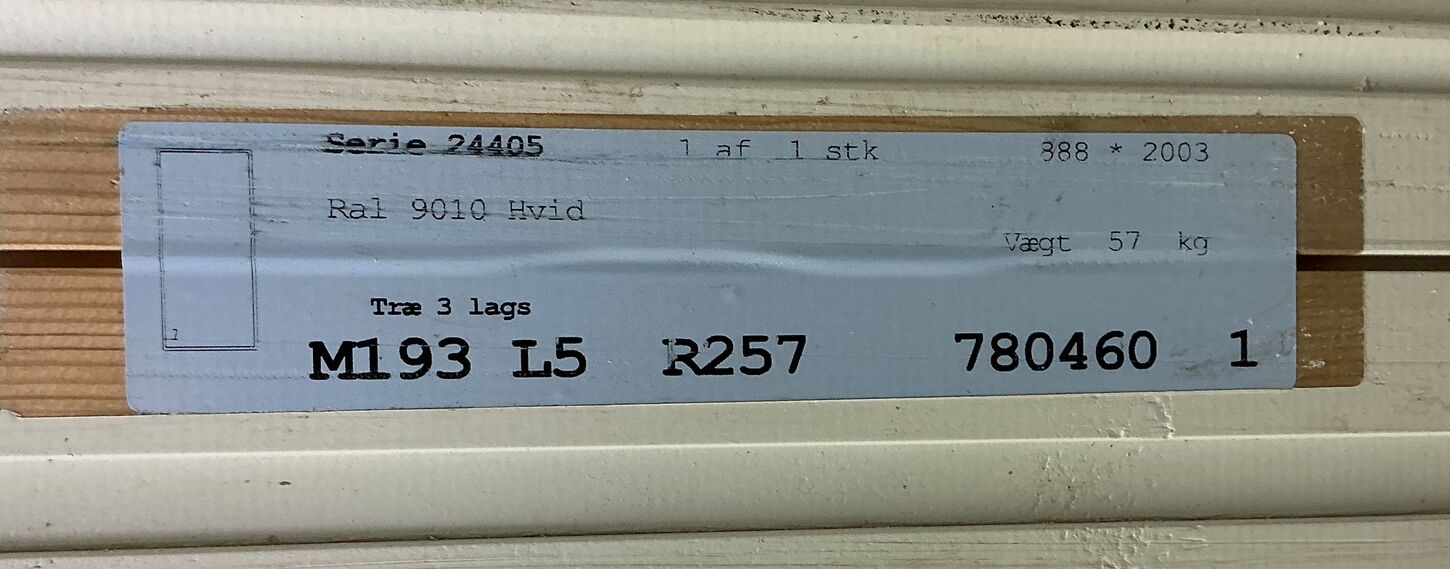 Serie 24405 1 af 1 stk 888 * 2003
Ral 9010 Hvid
Vægt 57 kg
1
Træ 3 lags
M193 L5 R257 780460 1